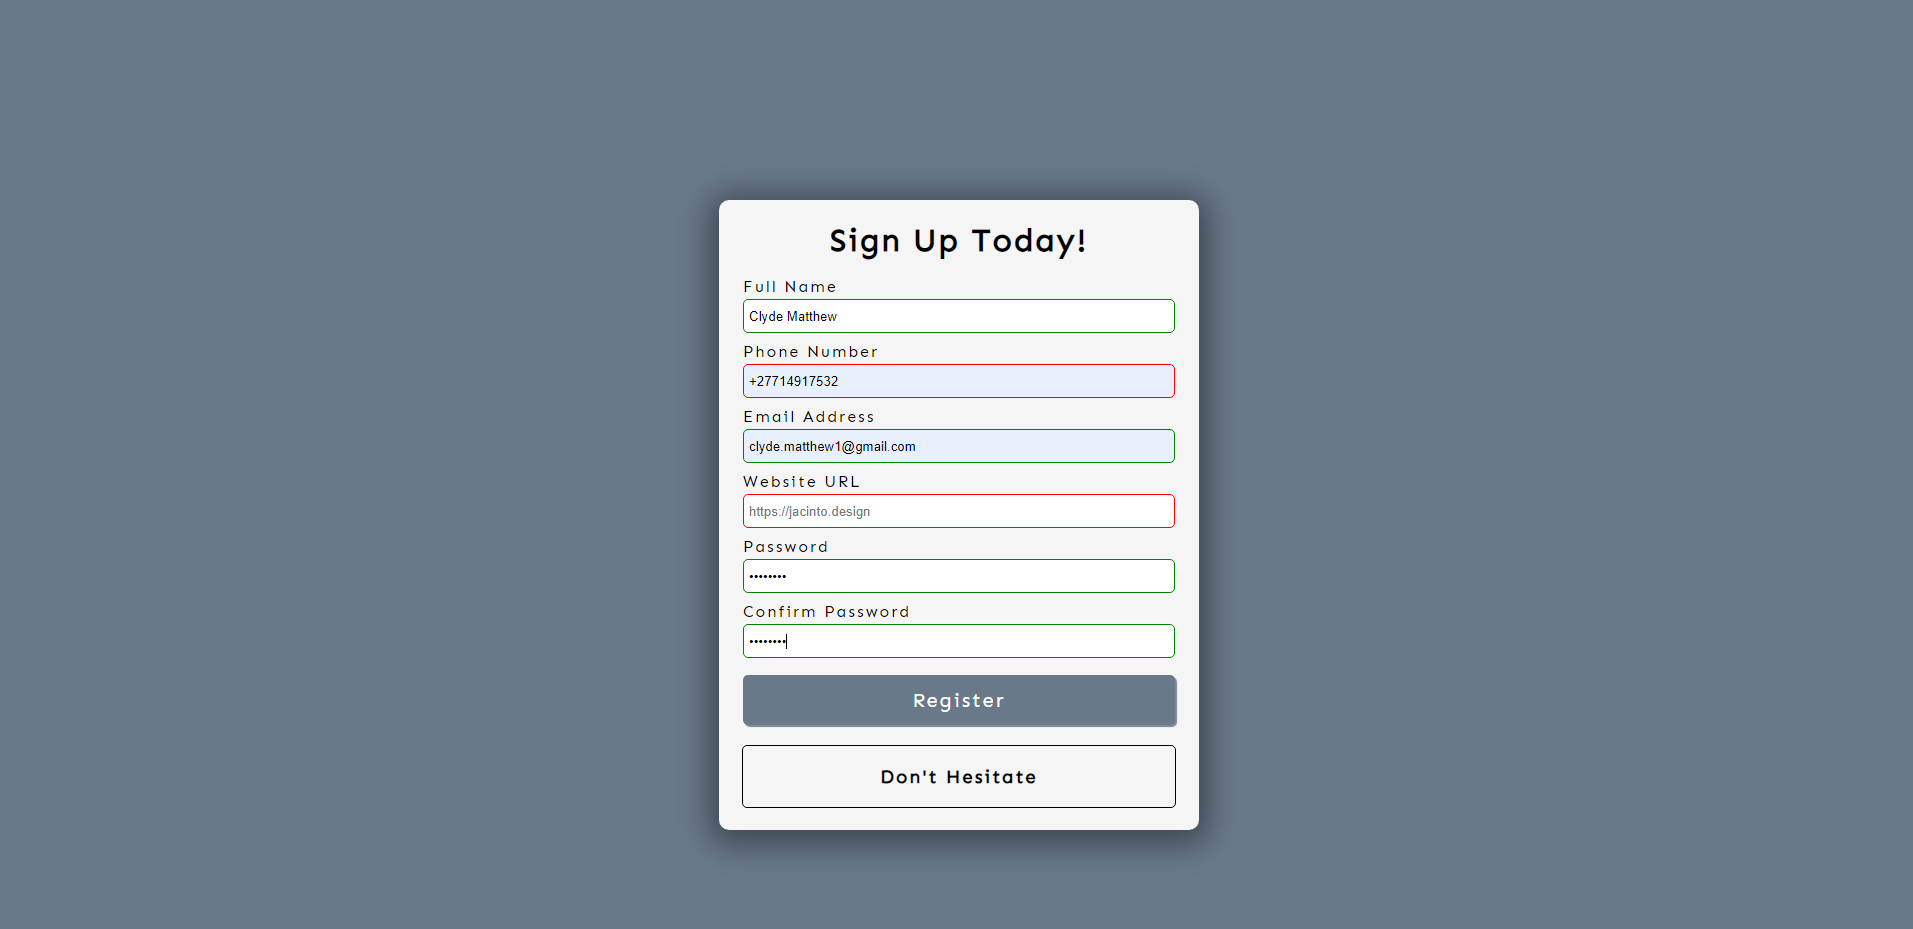 Sign Up Today!
Full Name
Clyde Matthew
Phone Number
+27714917532
Email Address
clyde.matthew1@gmail.com
Website URL
https://jacinto.design
Password
••••••••
Confirm Password
••••••••
Register
Don't Hesitate